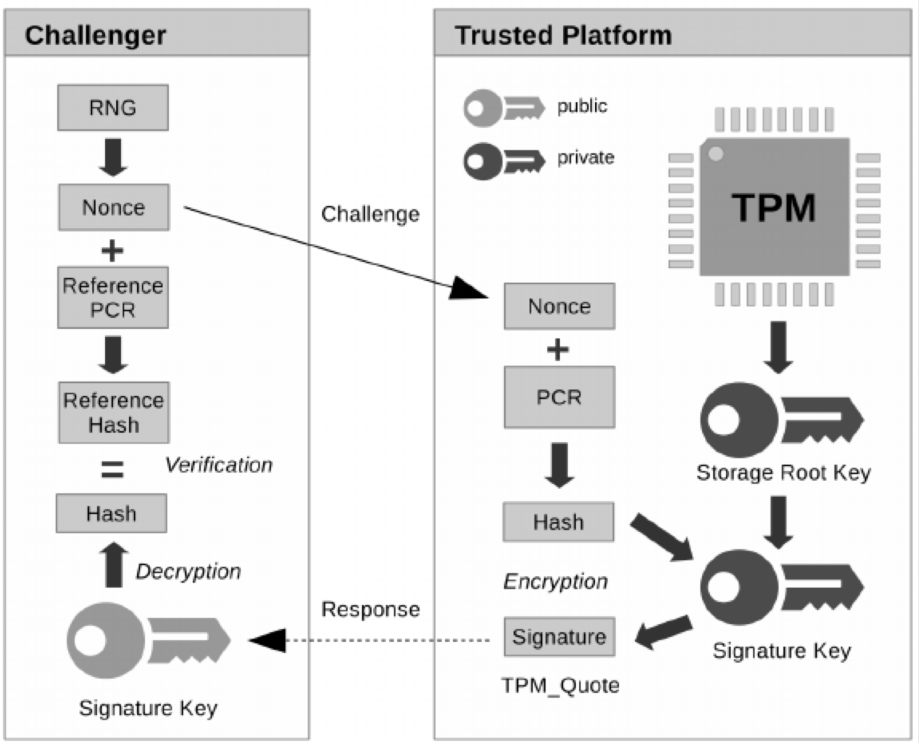 Challenger
RNG
Nonce
+
Reference
PCR
Reference
Hash
=
Verification
Hash
Decryption
Signature Key
Challenge
Response
Trusted Platform
public
private
TPM
Nonce
+
PCR
Hash
Encryption
Signature
TPM_Quote
Storage Root Key
Signature Key